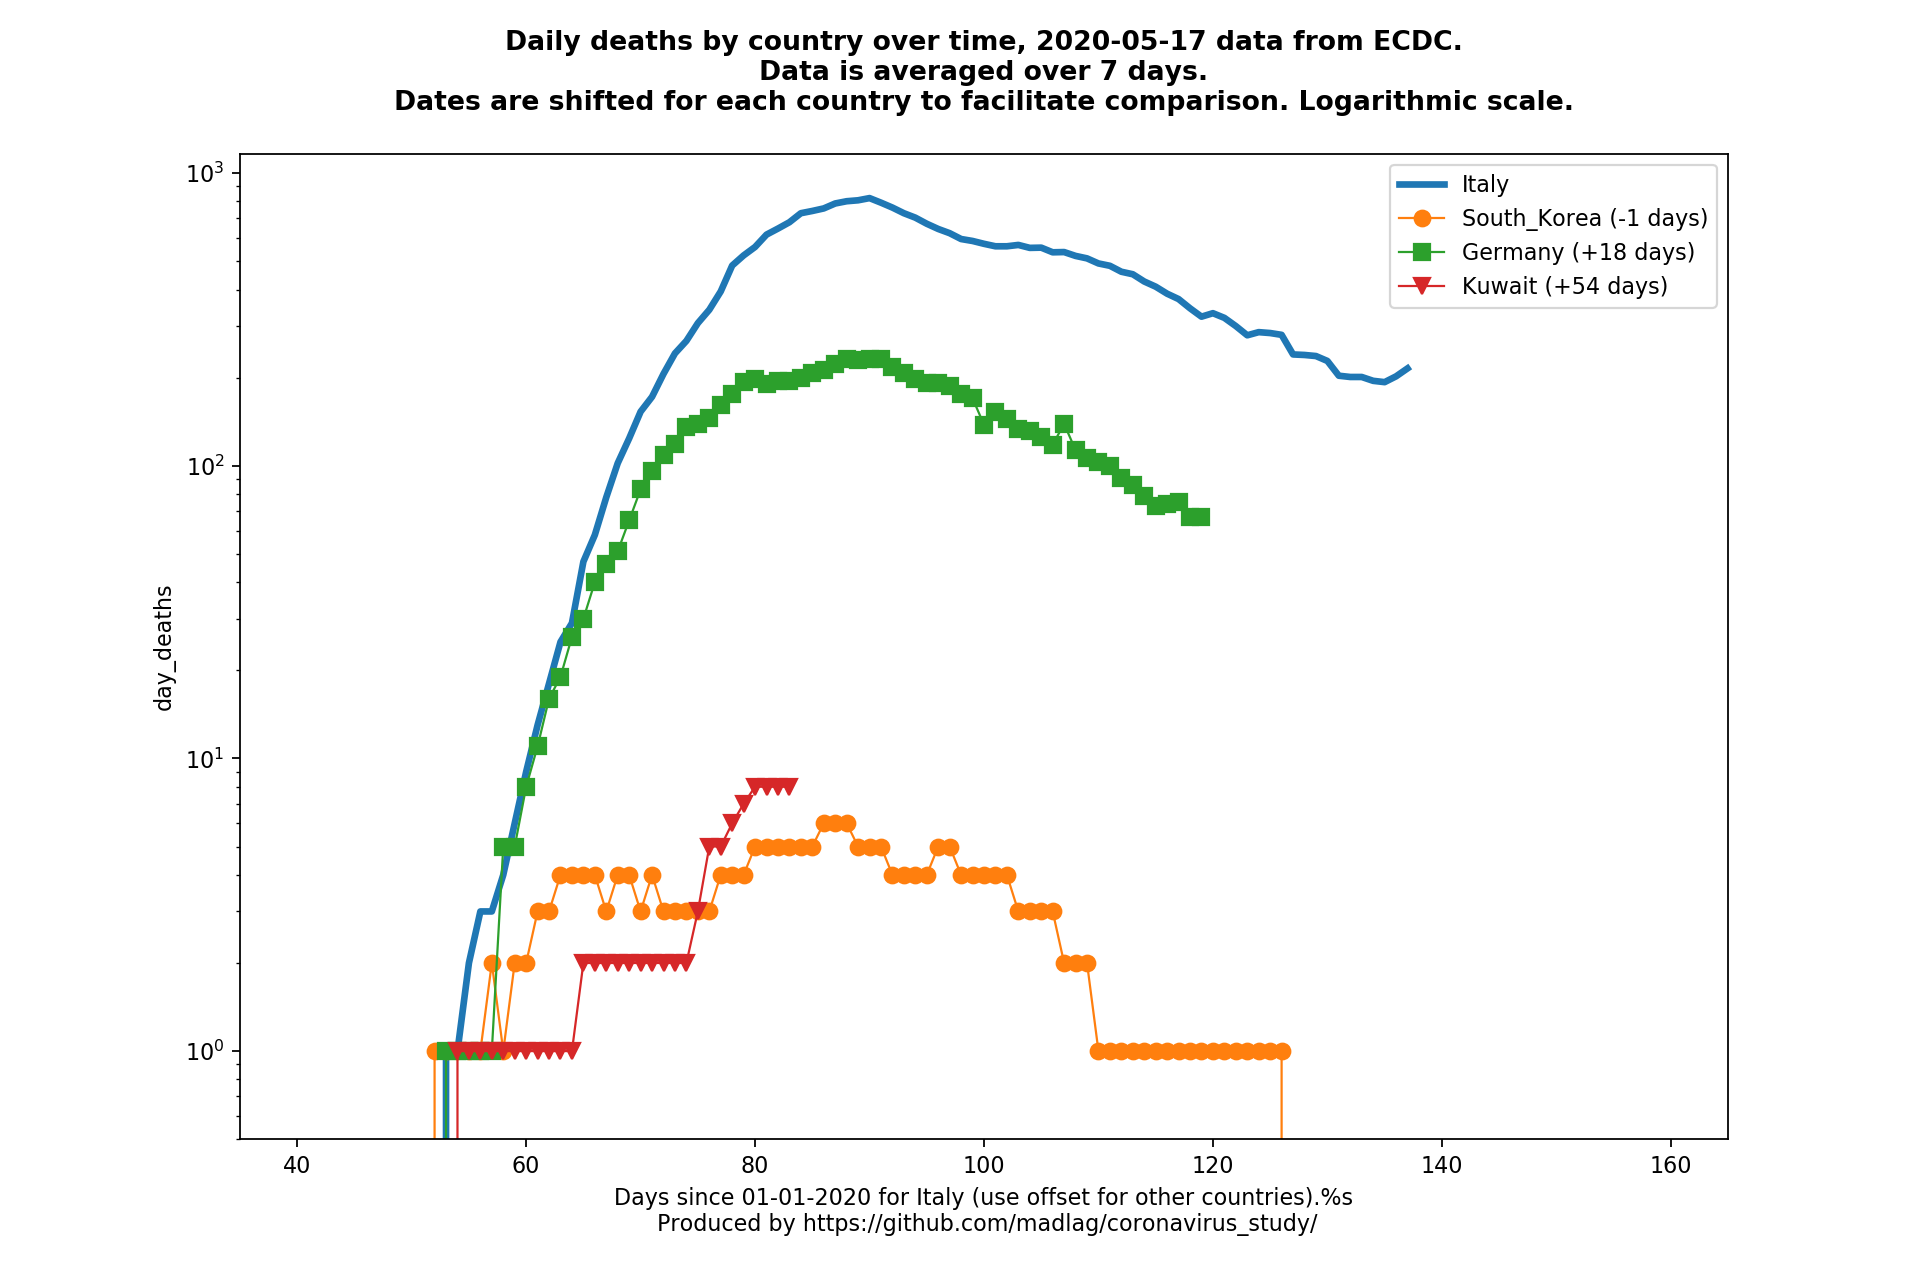 Daily deaths by country over time, 2020-05-17 data from ECDC.
Data is averaged over 7 days.
Dates are shifted for each country to facilitate comparison. Logarithmic scale.
10³
10²
10¹
10⁰
day_deaths
Italy
South_Korea (-1 days)
Germany (+18 days)
Kuwait (+54 days)
40 60 80 100 120 140 160
Days since 01-01-2020 for Italy (use offset for other countries).%s
Produced by https://github.com/madlag/coronavirus_study/